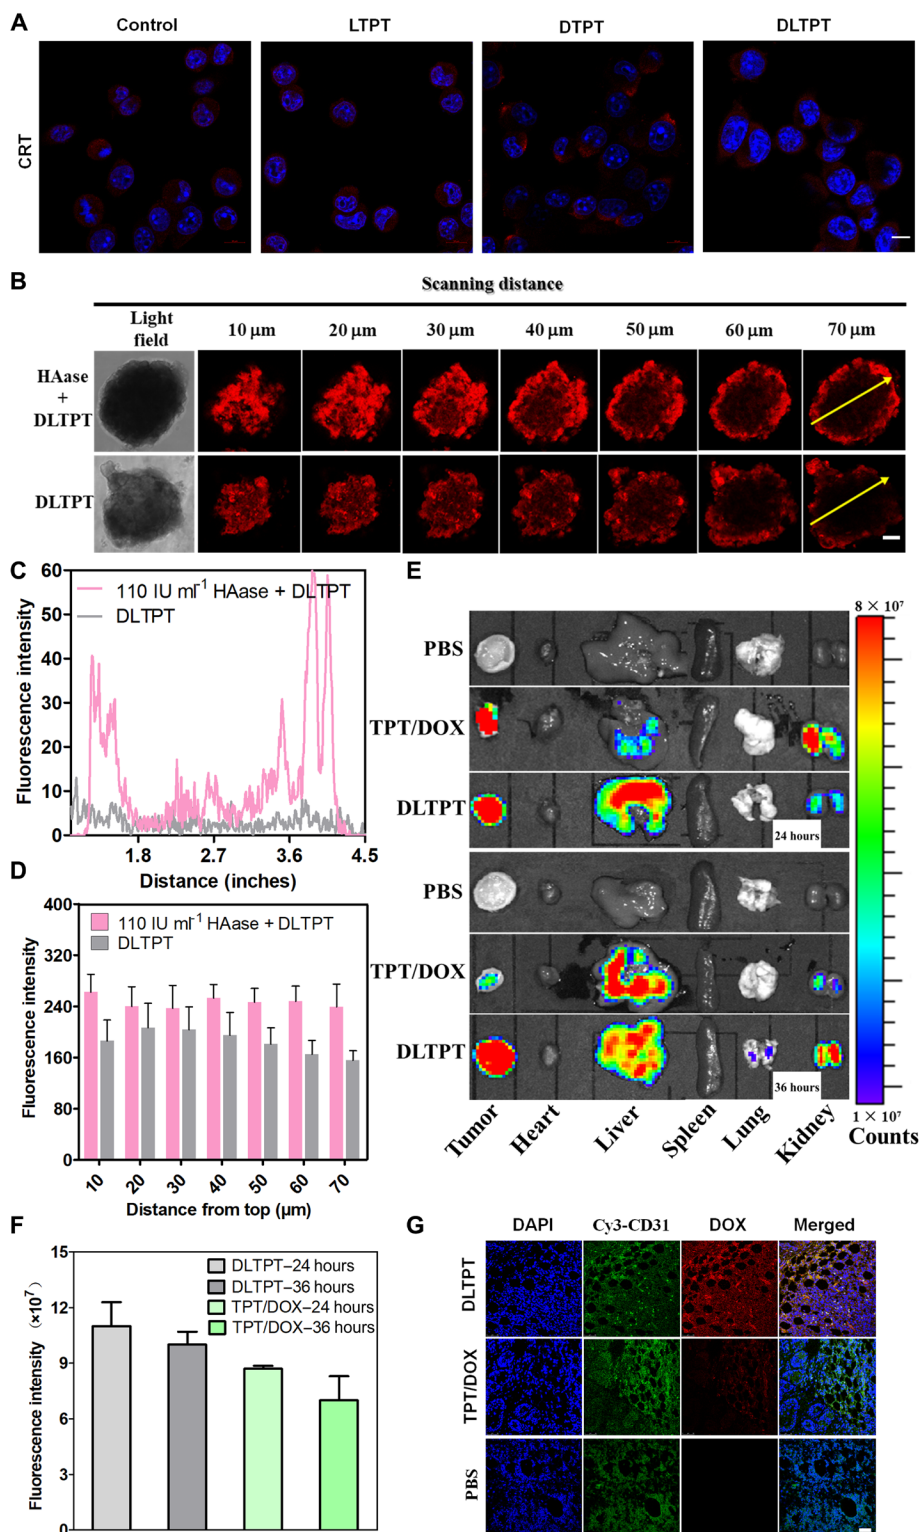 A
Control LTPT DTPT DLTPT
CRT
B
Scanning distance
Light field 10 μm 20 μm 30 μm 40 μm 50 μm 60 μm 70 μm
HAase
+
DLTPT
DLTPT
C
60
50
40
30
20
10
0
Fluorescence intensity
110 IU ml⁻¹ HAase + DLTPT
DLTPT
1.8 2.7 3.6 4.5
Distance (inches)
D
400
320
240
160
80
0
Fluorescence intensity
110 IU ml⁻¹ HAase + DLTPT
DLTPT
10 20 30 40 50 60 70
Distance from top (μm)
E
PBS
TPT/DOX
DLTPT
24 hours
PBS
TPT/DOX
DLTPT
36 hours
Tumor Heart Liver Spleen Lung Kidney
8 × 10⁷
1 × 10⁷
Counts
F
15
12
9
6
3
0
Fluorescence intensity (×10⁷)
DLTPT–24 hours
DLTPT–36 hours
TPT/DOX–24 hours
TPT/DOX–36 hours
G
DAPI Cy3-CD31 DOX Merged
DLTPT
TPT/DOX
PBS